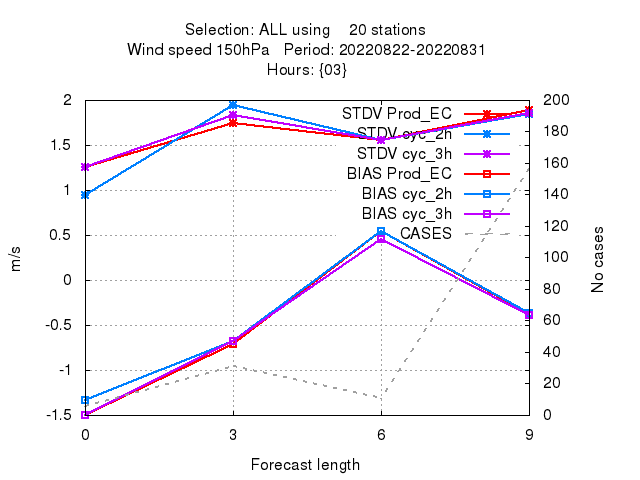 Selection: ALL using    20 stations
Wind speed 150hPa   Period: 20220822-20220831
Hours: {03}
STDV Prod_EC
STDV cyc_2h
STDV cyc_3h
BIAS Prod_EC
BIAS cyc_2h
BIAS cyc_3h
CASES
2
1.5
1
0.5
0
-0.5
-1
-1.5
m/s
200
180
160
140
120
100
80
60
40
20
0
No cases
0
3
6
9
Forecast length